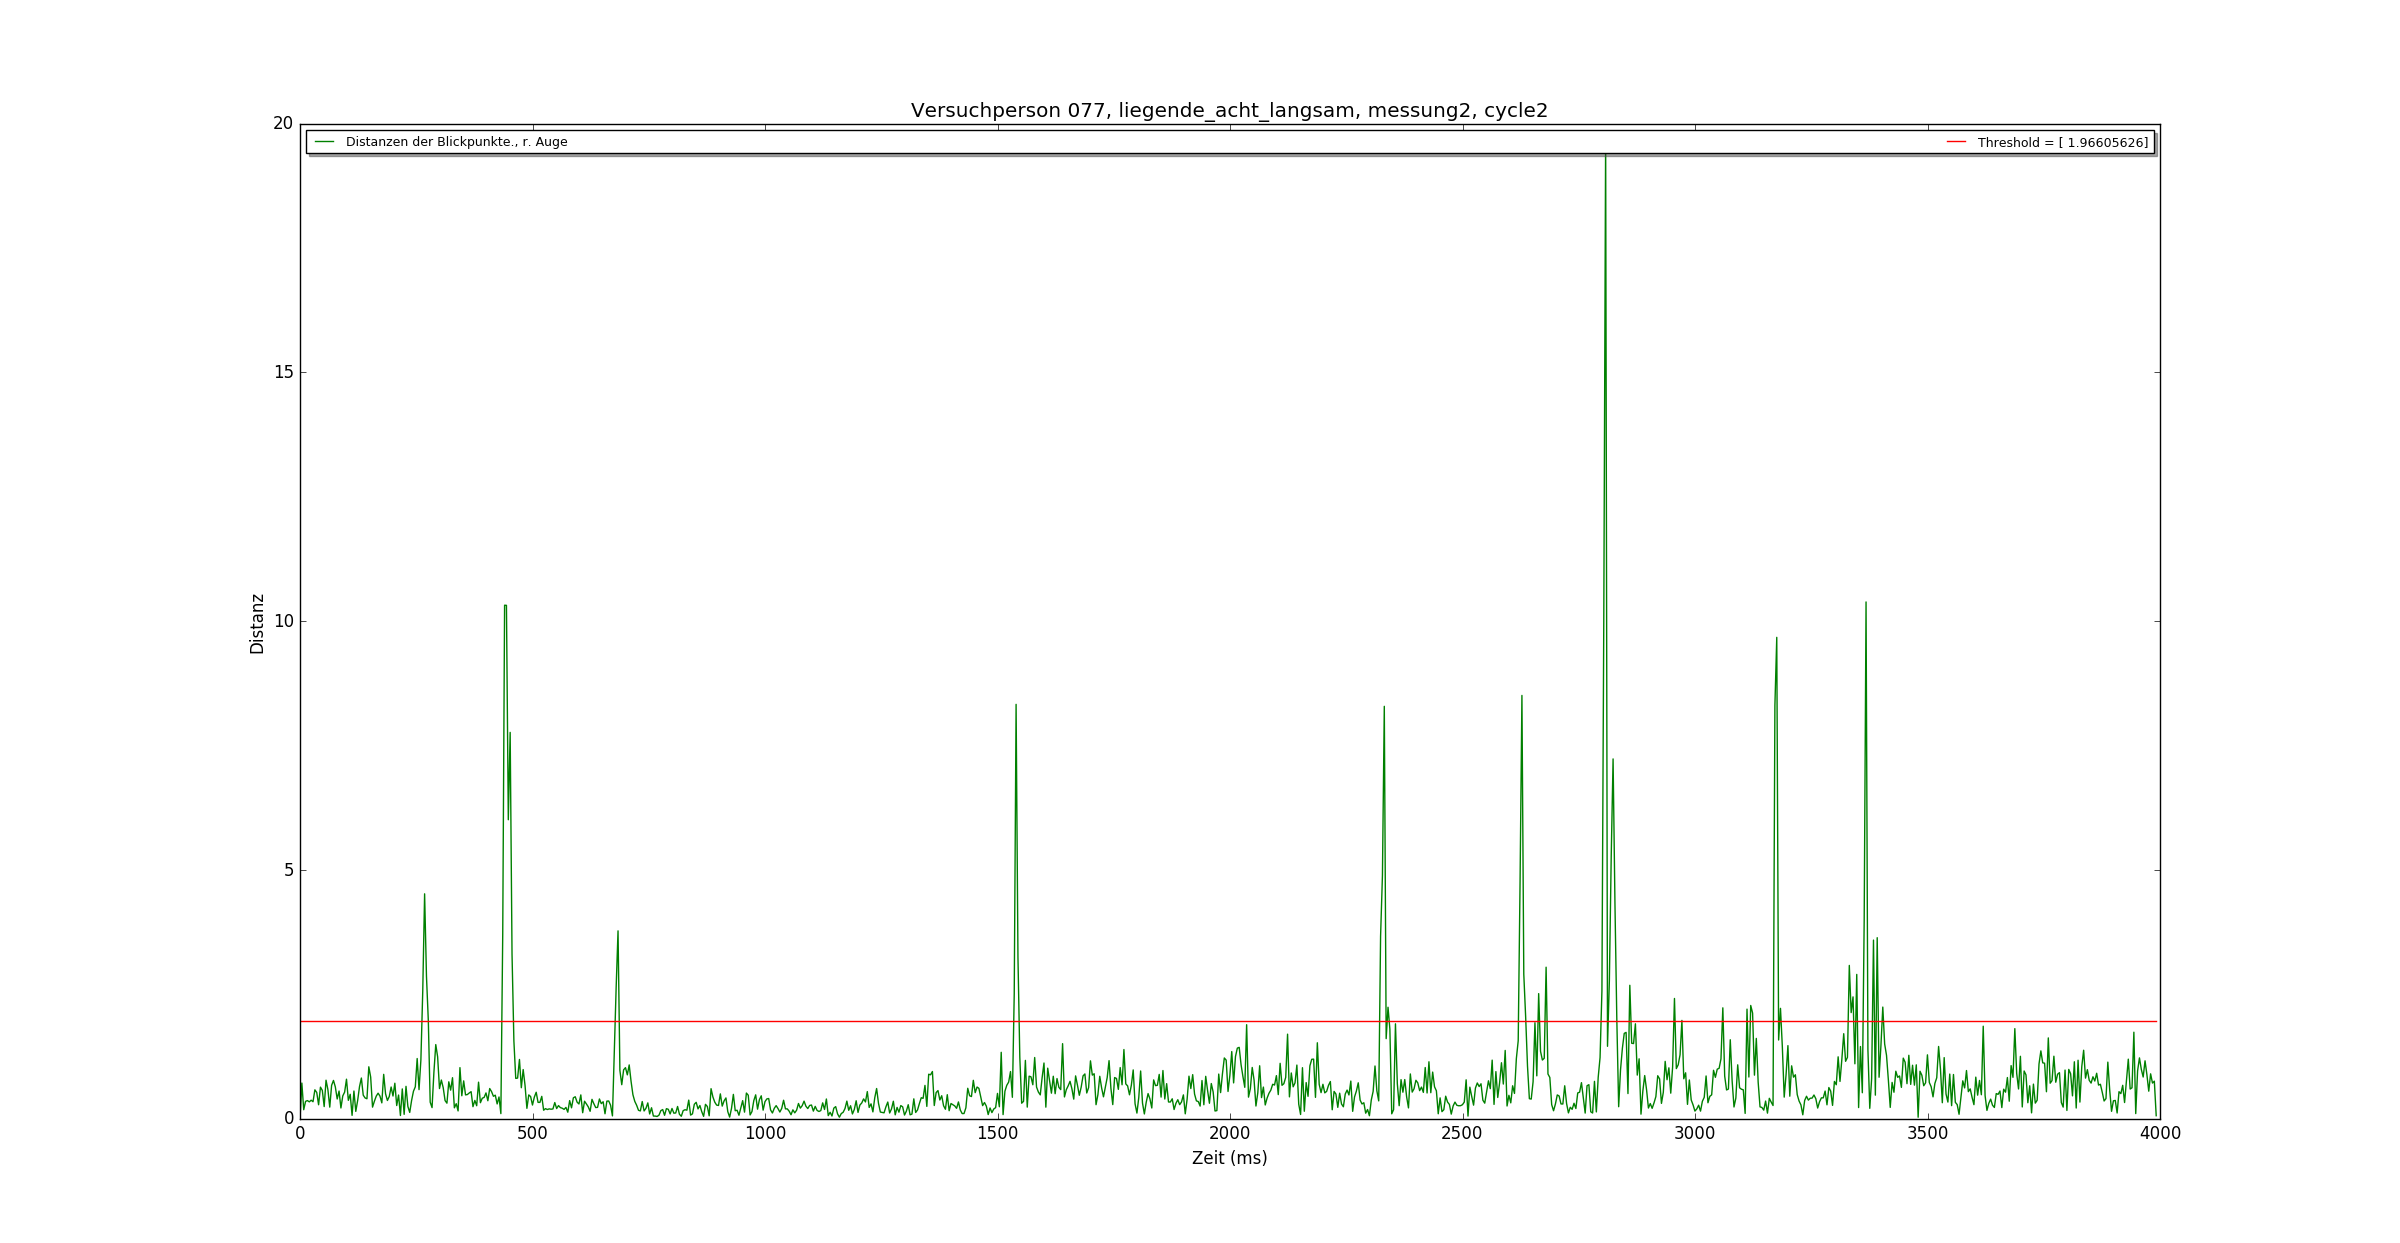 Versuchperson 077, liegende_acht_langsam, messung2, cycle2
Distanzen der Blickpunkte., r. Auge
Threshold = [ 1.96605626]
20
15
10
5
0
Distanz
0 500 1000 1500 2000 2500 3000 3500 4000
Zeit (ms)